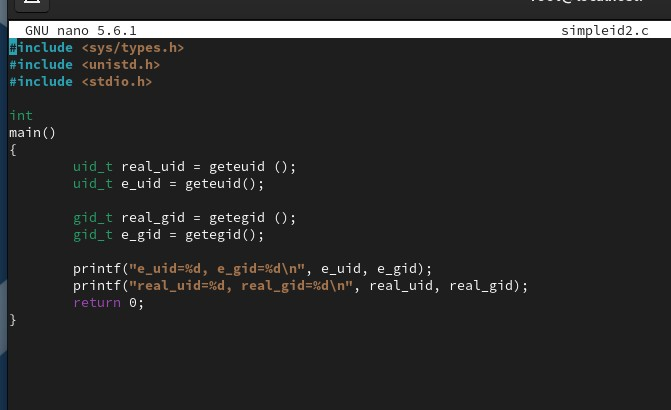 GNU nano 5.6.1 simpleid2.c
#include <sys/types.h>
#include <unistd.h>
#include <stdio.h>
int
main()
{
uid_t real_uid = geteuid ();
uid_t e_uid = geteuid();
gid_t real_gid = getegid ();
gid_t e_gid = getegid();
printf("e_uid=%d, e_gid=%d\n", e_uid, e_gid);
printf("real_uid=%d, real_gid=%d\n", real_uid, real_gid);
return 0;
}